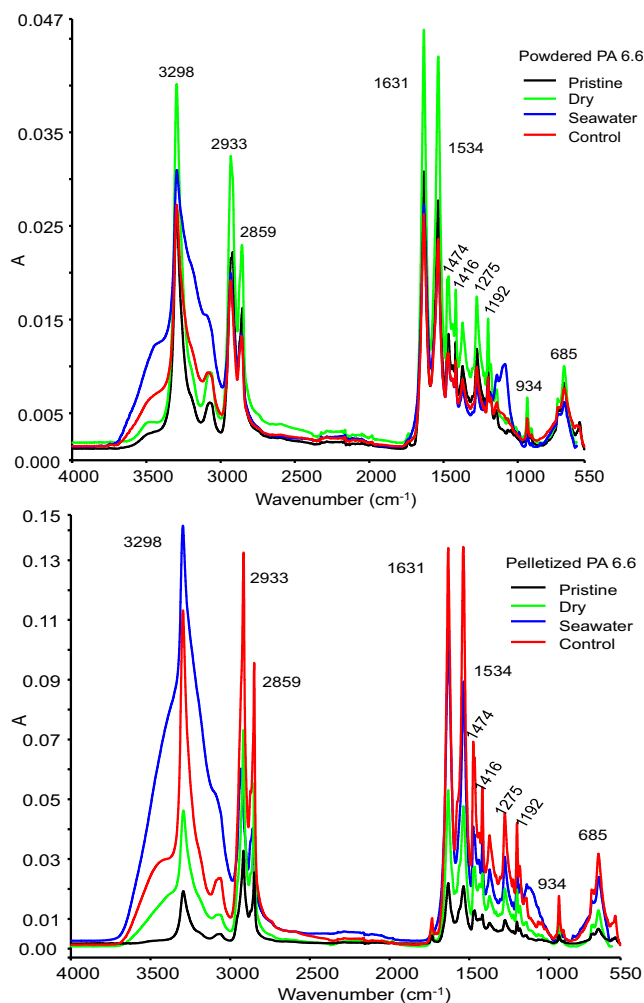 0.047
A
0.035
0.025
0.015
0.005
0.000
3298
2933
2859
1631
1534
1474
1416
1275
1192
934
685
Powdered PA 6.6
Pristine
Dry
Seawater
Control
4000 3500 3000 2500 2000 1500 1000 550
Wavenumber (cm-1)
0.15
0.13
0.11
0.09
A
0.07
0.05
0.03
0.01
0.00
3298
2933
2859
1631
1534
1474
1416
1275
1192
934
685
Pelletized PA 6.6
Pristine
Dry
Seawater
Control
4000 3500 3000 2500 2000 1500 1000 550
Wavenumber (cm-1)